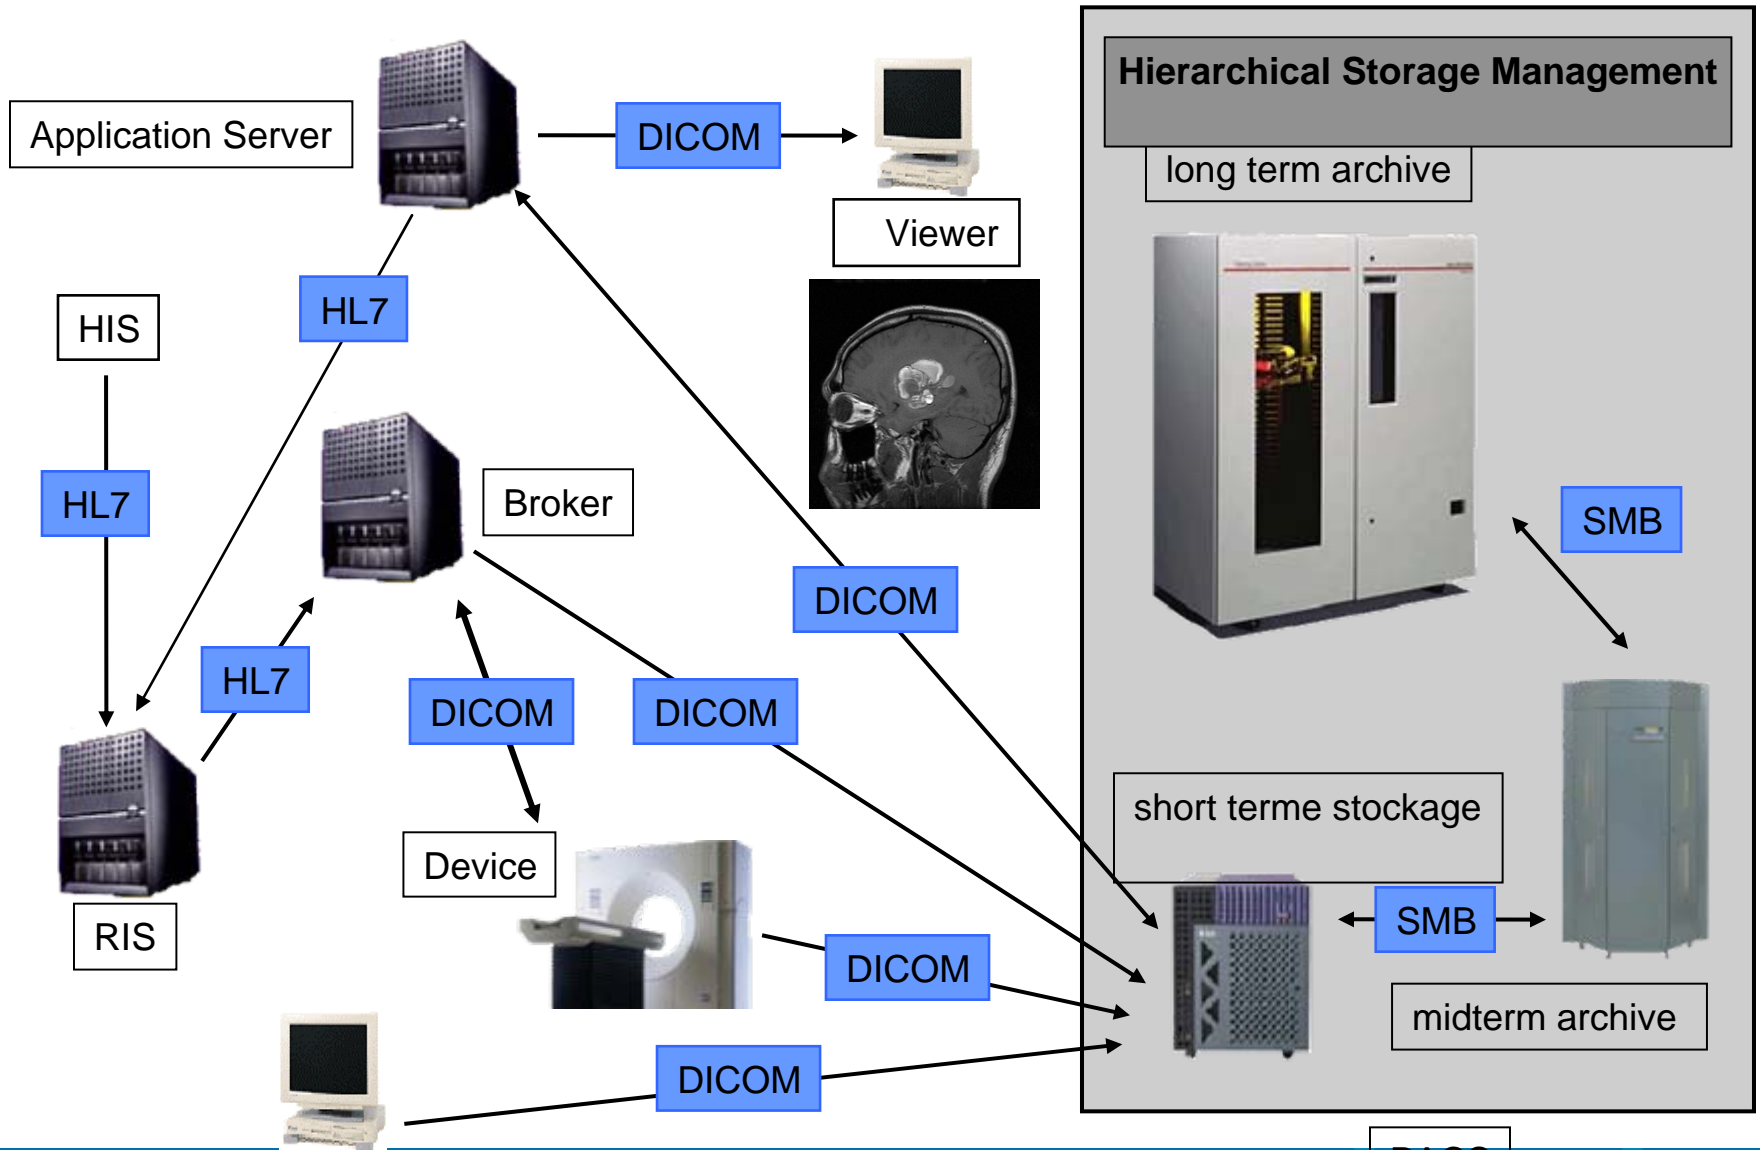 Hierarchical Storage Management
Application Server
DICOM
long term archive
Viewer
HL7
HIS
HL7
Broker
SMB
DICOM
HL7
DICOM
DICOM
short terme stockage
Device
SMB
RIS
DICOM
midterm archive
DICOM